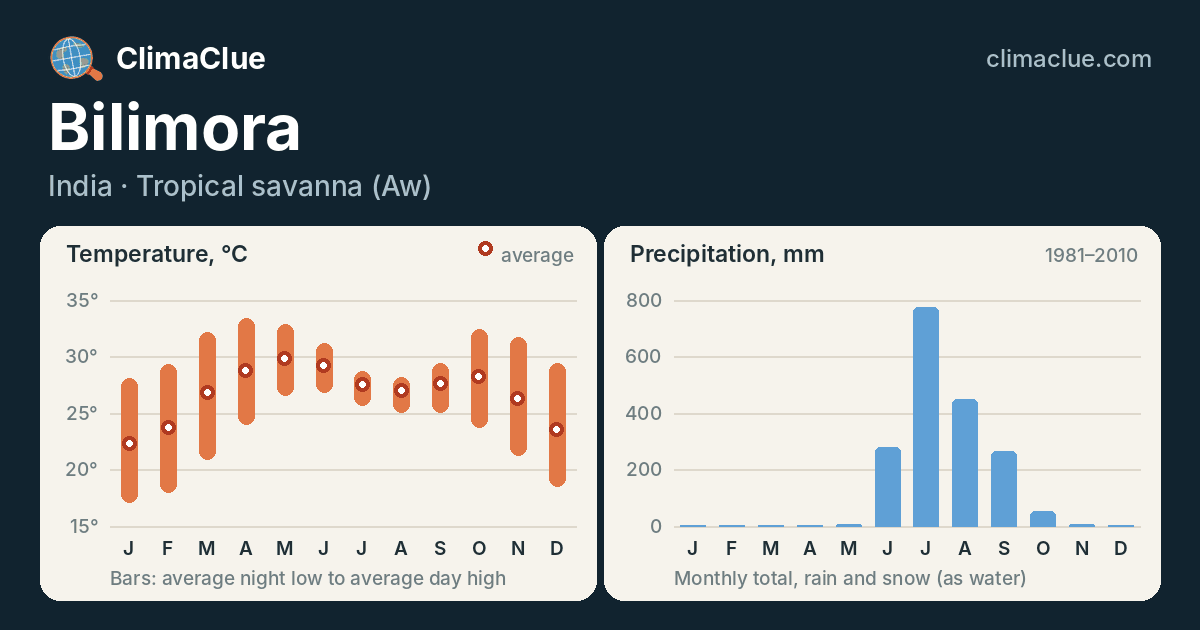 ClimaClue
climaclue.com
Bilimora
India · Tropical savanna (Aw)
Temperature, °C
average
35°
30°
25°
20°
15°
J F M A M J J A S O N D
Bars: average night low to average day high
Precipitation, mm
1981–2010
800
600
400
200
0
J F M A M J J A S O N D
Monthly total, rain and snow (as water)